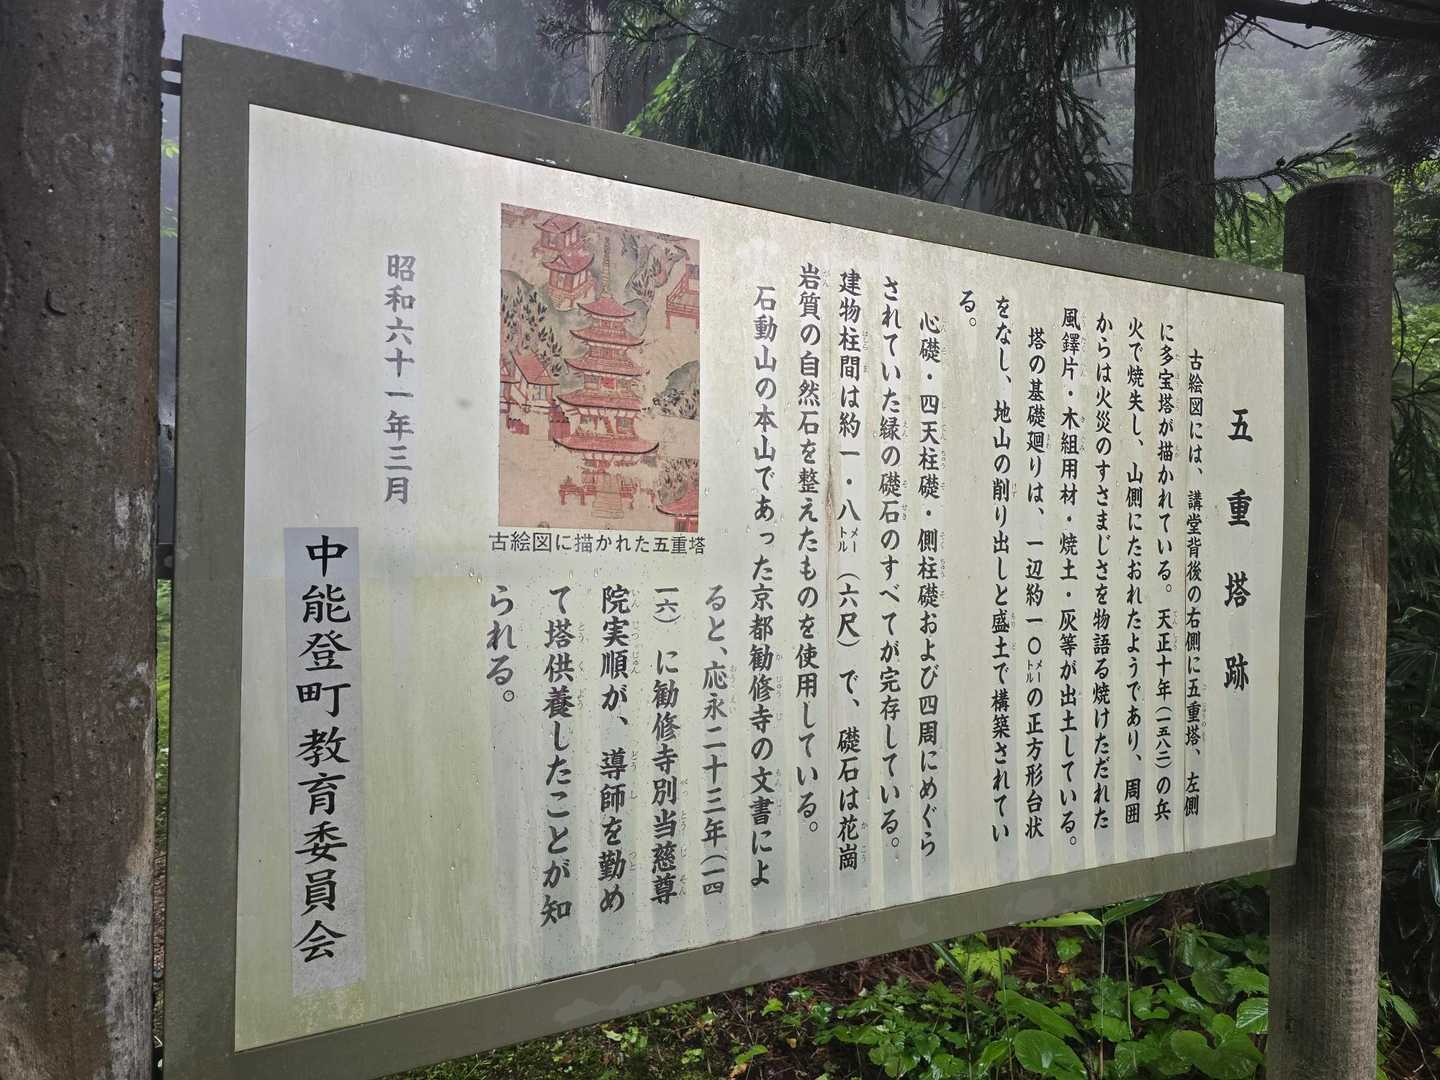 五重塔跡
古絵図には、講堂背後の右側に五重塔、左側
に多宝塔が描かれている。天正十年(一五八二)の兵
火で焼失し、山側にたおれたようであり、周囲
からは火災のすさまじさを物語る焼けただれた
風鐸片・木組用材・焼土・灰等が出土している。
塔の基礎廻りは、一辺約一〇メートルの正方形台状
をなし、地山の削り出しと盛土で構築されてい
る。
心礎・四天柱礎・側柱礎および四周にめぐら
されていた縁の礎石のすべてが完存している。
建物柱間は約一・八メートル(六尺)で、礎石は花崗
岩質の自然石を整えたものを使用している。
石動山の本山であった京都勧修寺の文書によ
ると、応永二十三年(一四
一六)に勧修寺別当慈尊
院実順が、導師を勤め
て塔供養したことが知
られる。
古絵図に描かれた五重塔
昭和六十一年三月
中能登町教育委員会